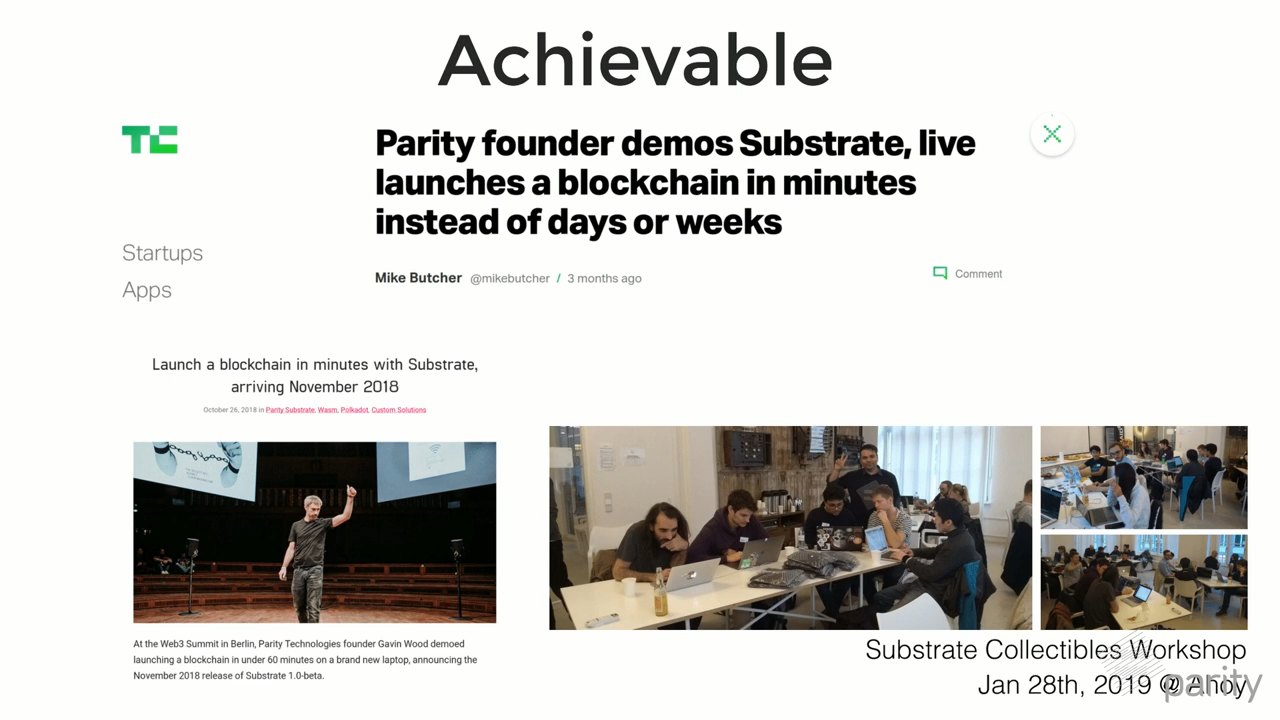 Achievable
TC
Parity founder demos Substrate, live
launches a blockchain in minutes
instead of days or weeks
Startups
Apps
Mike Butcher @mikebutcher / 3 months ago
Comment
Launch a blockchain in minutes with Substrate,
arriving November 2018
October 26, 2018 in Parity Substrate, Wasm, Polkadot, Custom Solutions
At the Web3 Summit in Berlin, Parity Technologies founder Gavin Wood demoed
launching a blockchain in under 60 minutes on a brand new laptop, announcing the
November 2018 release of Substrate 1.0-beta.
Substrate Collectibles Workshop
Jan 28th, 2019 @ Ahoy
parity